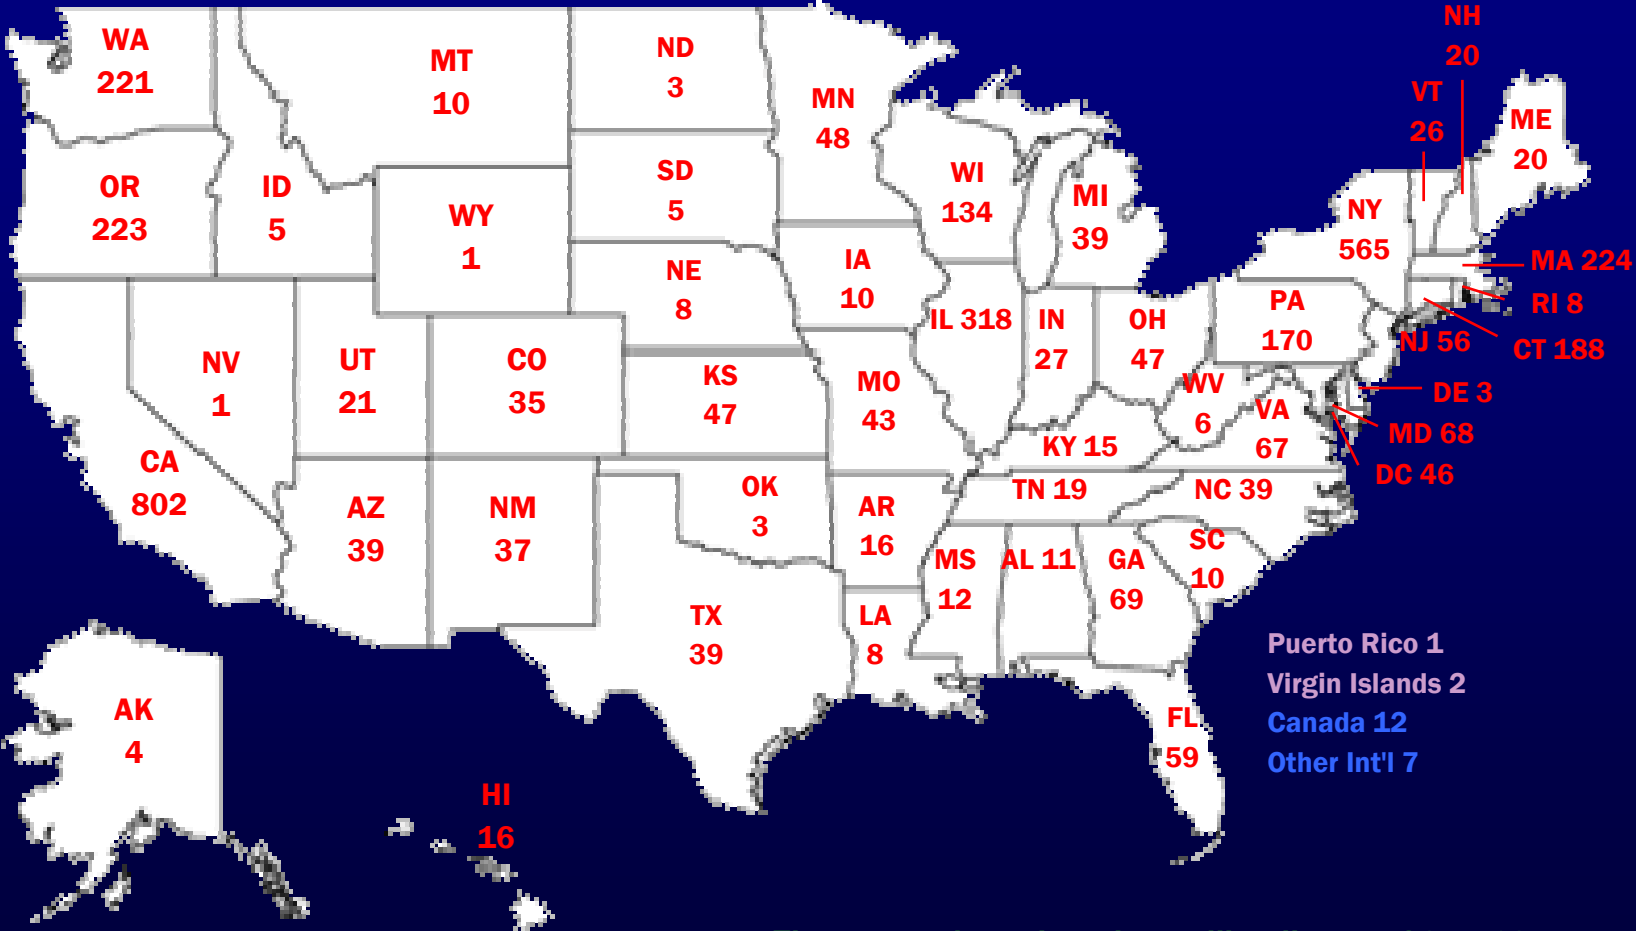 WA
221
MT
10
ND
3
MN
48
NH
20
VT
26
ME
20
OR
223
ID
5
WY
1
SD
5
WI
134
MI
39
NY
565
MA 224
RI 8
CT 188
NJ 56
NE
8
IA
10
IL 318
IN
27
OH
47
PA
170
NV
1
UT
21
CO
35
KS
47
MO
43
WV
6
VA
67
DE 3
MD 68
DC 46
KY 15
CA
802
AZ
39
NM
37
OK
3
AR
16
TN 19
NC 39
SC
10
MS
12
AL 11
GA
69
TX
39
LA
8
FL
59
AK
4
HI
16
Puerto Rico 1
Virgin Islands 2
Canada 12
Other Int'l 7